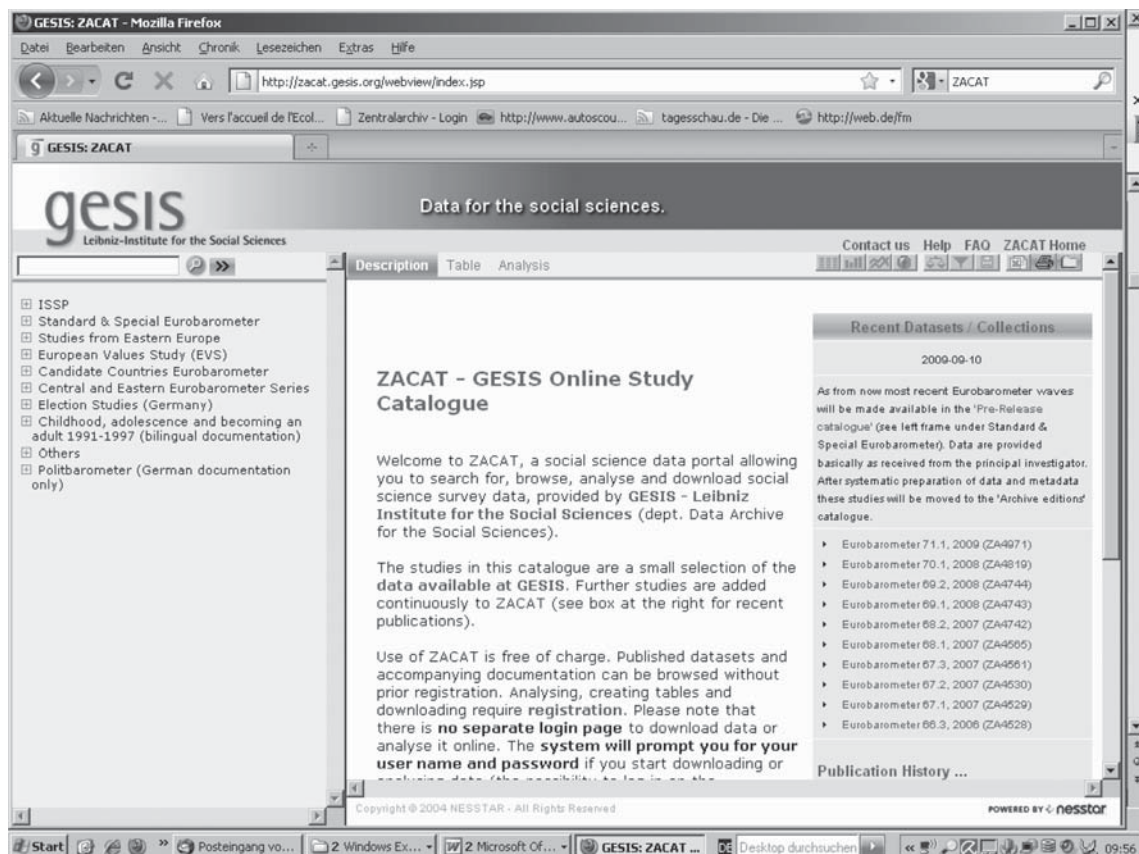 GESIS: ZACAT - Mozilla Firefox
Datei Bearbeiten Ansicht Chronik Lesezeichen Extras Hilfe
http://zacat.gesis.org/webview/index.jsp
ZACAT
Aktuelle Nachrichten -... Vers l'accueil de l'Ecol... Zentralarchiv - Login http://www.autoscou... tagesschau.de - Die ... http://web.de/fm
GESIS: ZACAT
gesis
Leibniz-Institute for the Social Sciences
Data for the social sciences.
Contact us Help FAQ ZACAT Home
Description Table Analysis
ISSP
Standard & Special Eurobarometer
Studies from Eastern Europe
European Values Study (EVS)
Candidate Countries Eurobarometer
Central and Eastern Eurobarometer Series
Election Studies (Germany)
Childhood, adolescence and becoming an
adult 1991-1997 (bilingual documentation)
Others
Politbarometer (German documentation
only)
ZACAT - GESIS Online Study
Catalogue
Welcome to ZACAT, a social science data portal allowing
you to search for, browse, analyse and download social
science survey data, provided by GESIS - Leibniz
Institute for the Social Sciences (dept. Data Archive
for the Social Sciences).
The studies in this catalogue are a small selection of the
data available at GESIS. Further studies are added
continuously to ZACAT (see box at the right for recent
publications).
Use of ZACAT is free of charge. Published datasets and
accompanying documentation can be browsed without
prior registration. Analysing, creating tables and
downloading require registration. Please note that
there is no separate login page to download data or
analyse it online. The system will prompt you for your
user name and password if you start downloading or
Recent Datasets / Collections
2009-09-10
As from now most recent Eurobarometer waves
will be made available in the 'Pre-Release
catalogue' (see left frame under Standard &
Special Eurobarometer). Data are provided
basically as received from the principal investigator.
After systematic preparation of data and metadata
these studies will be moved to the 'Archive editions'
catalogue.
Eurobarometer 71.1, 2009 (ZA4971)
Eurobarometer 70.1, 2008 (ZA4819)
Eurobarometer 69.2, 2008 (ZA4744)
Eurobarometer 69.1, 2008 (ZA4743)
Eurobarometer 68.2, 2007 (ZA4742)
Eurobarometer 68.1, 2007 (ZA4565)
Eurobarometer 67.3, 2007 (ZA4561)
Eurobarometer 67.2, 2007 (ZA4530)
Eurobarometer 67.1, 2007 (ZA4529)
Eurobarometer 66.3, 2006 (ZA4528)
Publication History ...
Copyright © 2004 NESSTAR - All Rights Reserved
POWERED BY nesstar
Start Posteingang vo... 2 Windows Ex... 2 Microsoft Of... GESIS: ZACAT ... DE Desktop durchsuchen 09:56